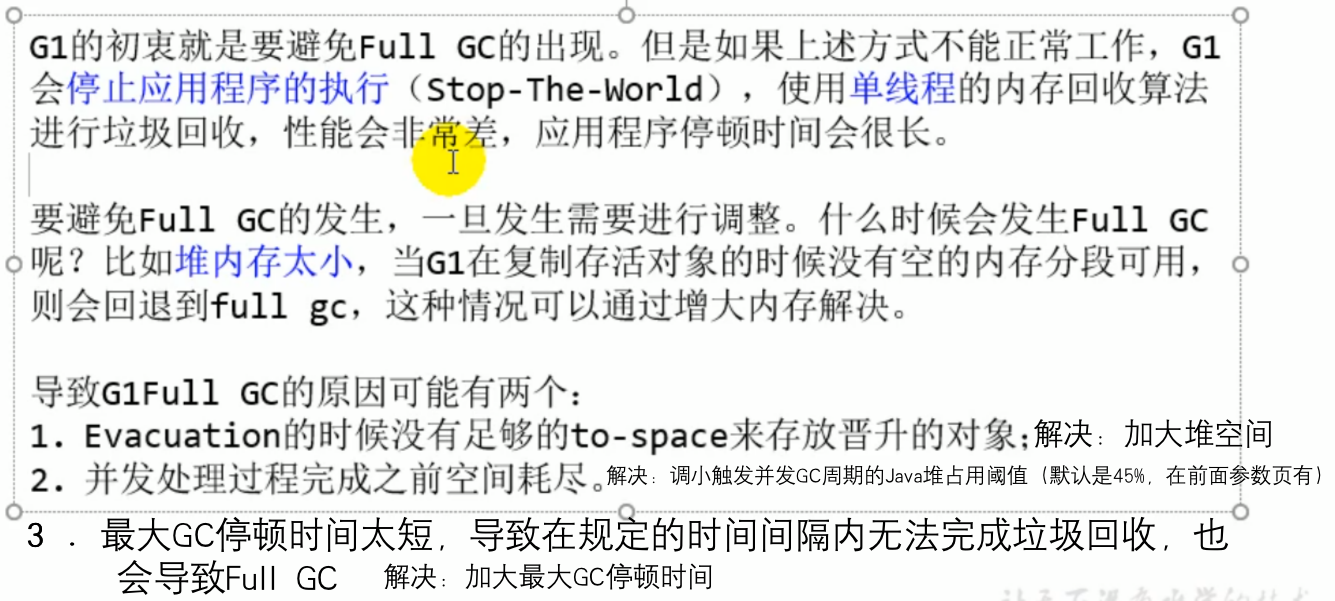 G1的初衷就是要避免Full GC的出现。但是如果上述方式不能正常工作，G1
会停止应用程序的执行（Stop-The-World），使用单线程的内存回收算法
进行垃圾回收，性能会非常差，应用程序停顿时间会很长。
要避免Full GC的发生，一旦发生需要进行调整。什么时候会发生Full GC
呢？比如堆内存太小，当G1在复制存活对象的时候没有空的内存分段可用，
则会回退到full gc，这种情况可以通过增大内存解决。
导致G1Full GC的原因可能有两个：
1. Evacuation的时候没有足够的to-space来存放晋升的对象；解决：加大堆空间
2. 并发处理过程完成之前空间耗尽。解决：调小触发并发GC周期的Java堆占用阈值（默认是45%，在前面参数页有）
3 ．最大GC停顿时间太短，导致在规定的时间间隔内无法完成垃圾回收，也
会导致Full GC 解决：加大最大GC停顿时间